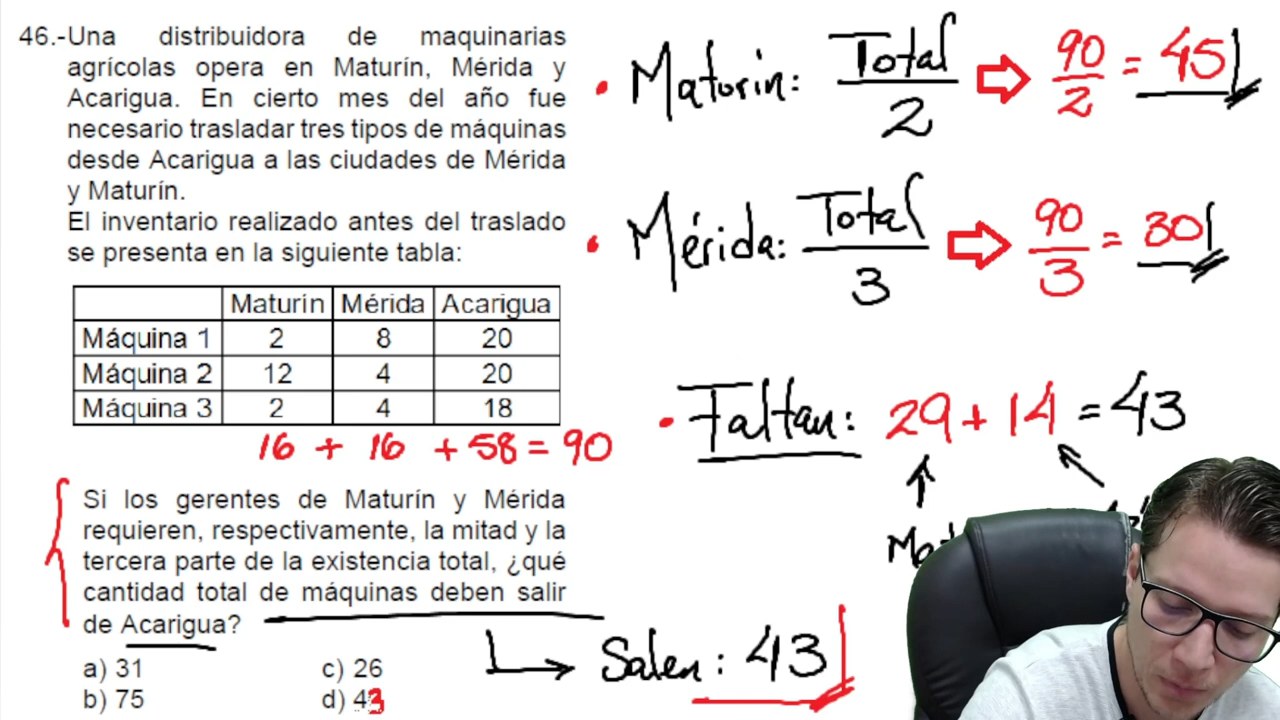 46.-Una distribuidora de maquinarias
agrícolas opera en Maturín, Mérida y
Acarigua. En cierto mes del año fue
necesario trasladar tres tipos de máquinas
desde Acarigua a las ciudades de Mérida
y Maturín.
El inventario realizado antes del traslado
se presenta en la siguiente tabla:
Maturín Mérida Acarigua
Máquina 1 2 8 20
Máquina 2 12 4 20
Máquina 3 2 4 18
16 + 16 + 58 = 90
Si los gerentes de Maturín y Mérida
requieren, respectivamente, la mitad y la
tercera parte de la existencia total, ¿qué
cantidad total de máquinas deben salir
de Acarigua?
a) 31 c) 26
b) 75 d) 43
• Maturin: Total/2 ⇒ 90/2 = 45
• Mérida: Total/3 ⇒ 90/3 = 30
• Faltan: 29 + 14 = 43
Salen: 43